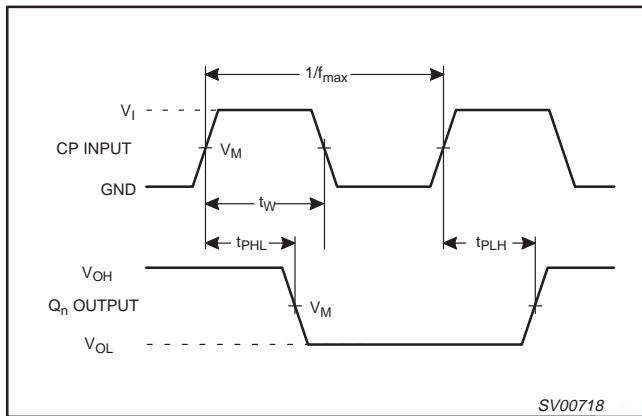 1/fmax
VI
CP INPUT
VM
GND
tW
tPHL
tPLH
VOH
Qn OUTPUT
VM
VOL
SV00718